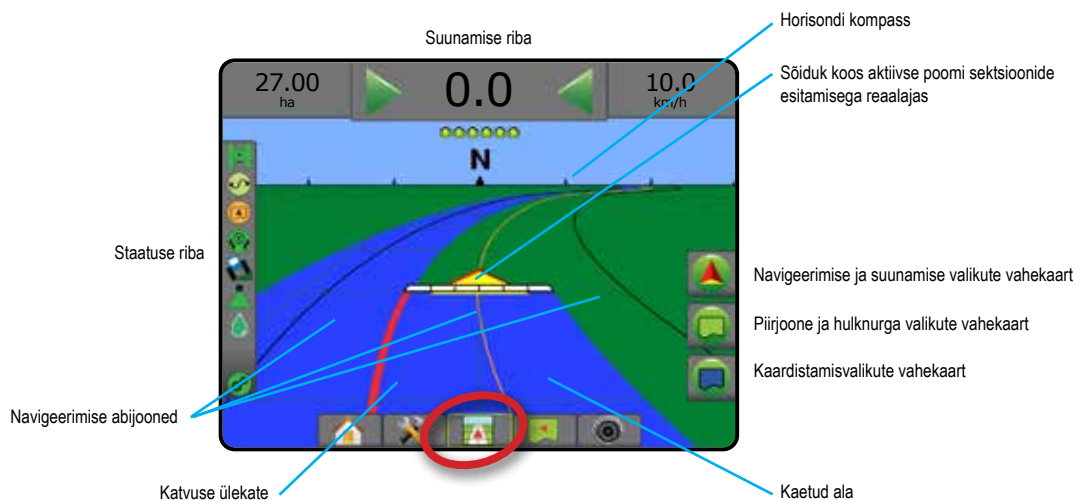 Horisondi kompass
Suunamise riba
Sõiduk koos aktiivse poomi sektsioonide
esitamisega reaalajas
27.00
ha
0.0
10.0
km/h
N
Staatuse riba
Navigeerimise ja suunamise valikute vahekaart
Piirjoone ja hulknurga valikute vahekaart
Kaardistamisvalikute vahekaart
Navigeerimise abijooned
Katvuse ülekate
Kaetud ala